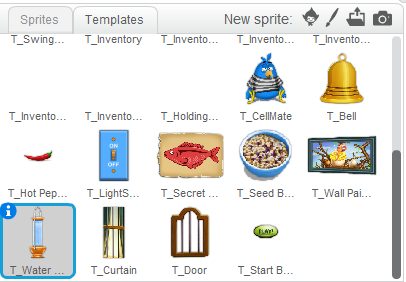 Sprites Templates New sprite:
T_Swing... T_Inventory T_Invento... T_Invento... T_Invento...
T_Invento... T_Invento... T_Holding... T_CellMate T_Bell
ON
OFF
T_Hot Pep... T_LightS... T_Secret ... T_Seed B... T_Wall Pai...
PLAY!
T_Water ... T_Curtain T_Door T_Start B...